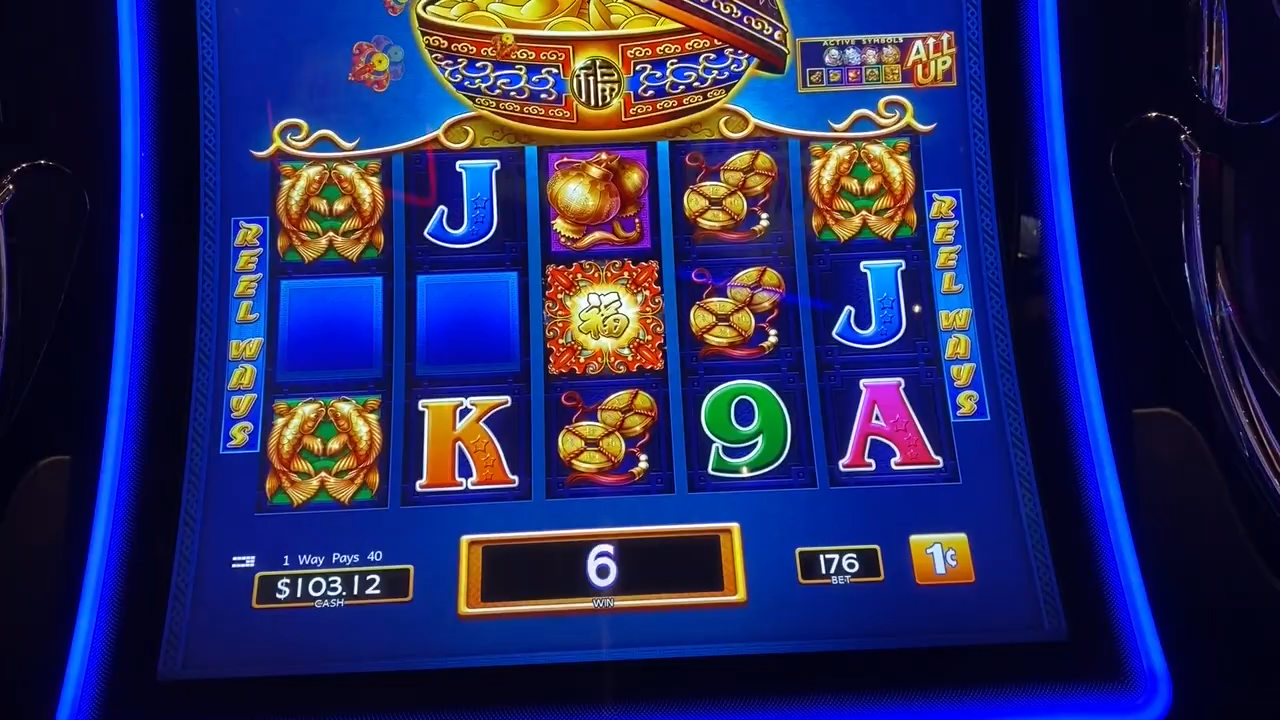 福
ACTIVE SYMBOLS
ALL
UP
REEL WAYS
J
福
J
K
9
A
REEL WAYS
1 Way Pays 40
$103.12
CASH
6
WIN
176
BET
1¢